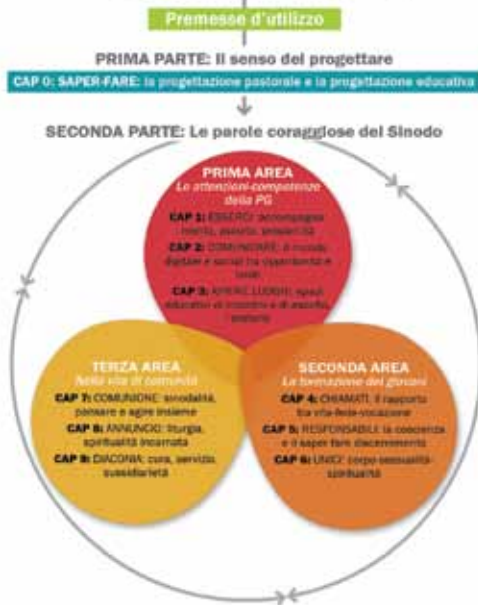 Premesse d'utilizzo
PRIMA PARTE: Il senso del progettare
CAP 0: SAPER-FARE: la progettazione pastorale e la progettazione educativa
SECONDA PARTE: Le parole coraggiose del Sinodo
PRIMA AREA
Le attenzioni-competenze
della PG
CAP 1: ESSERCI: accompagna
mento, ascolto,
CAP 2: COMUNICARE: il mondo
digitale e social tra opportunità e
CAP 3: AVERE LUOGHI: spazi
educativi di incontro e di ascolto,
TERZA AREA
Nella vita di comunità
CAP 7: COMUNIONE: sinodalità,
pensare e agire insieme
CAP 8: ANNUNCIO: liturgia,
spiritualità incarnata
CAP 9: DIACONIA: cura, servizio,
sussidiarietà
SECONDA AREA
La formazione dei giovani
CAP 4: CHIAMATI, il rapporto
tra vita-fede-vocazione
CAP 5: RESPONSABILI: la coscienza
e il saper fare discernimento
CAP 6: UNICI: corpo-sessualità-
spiritualità